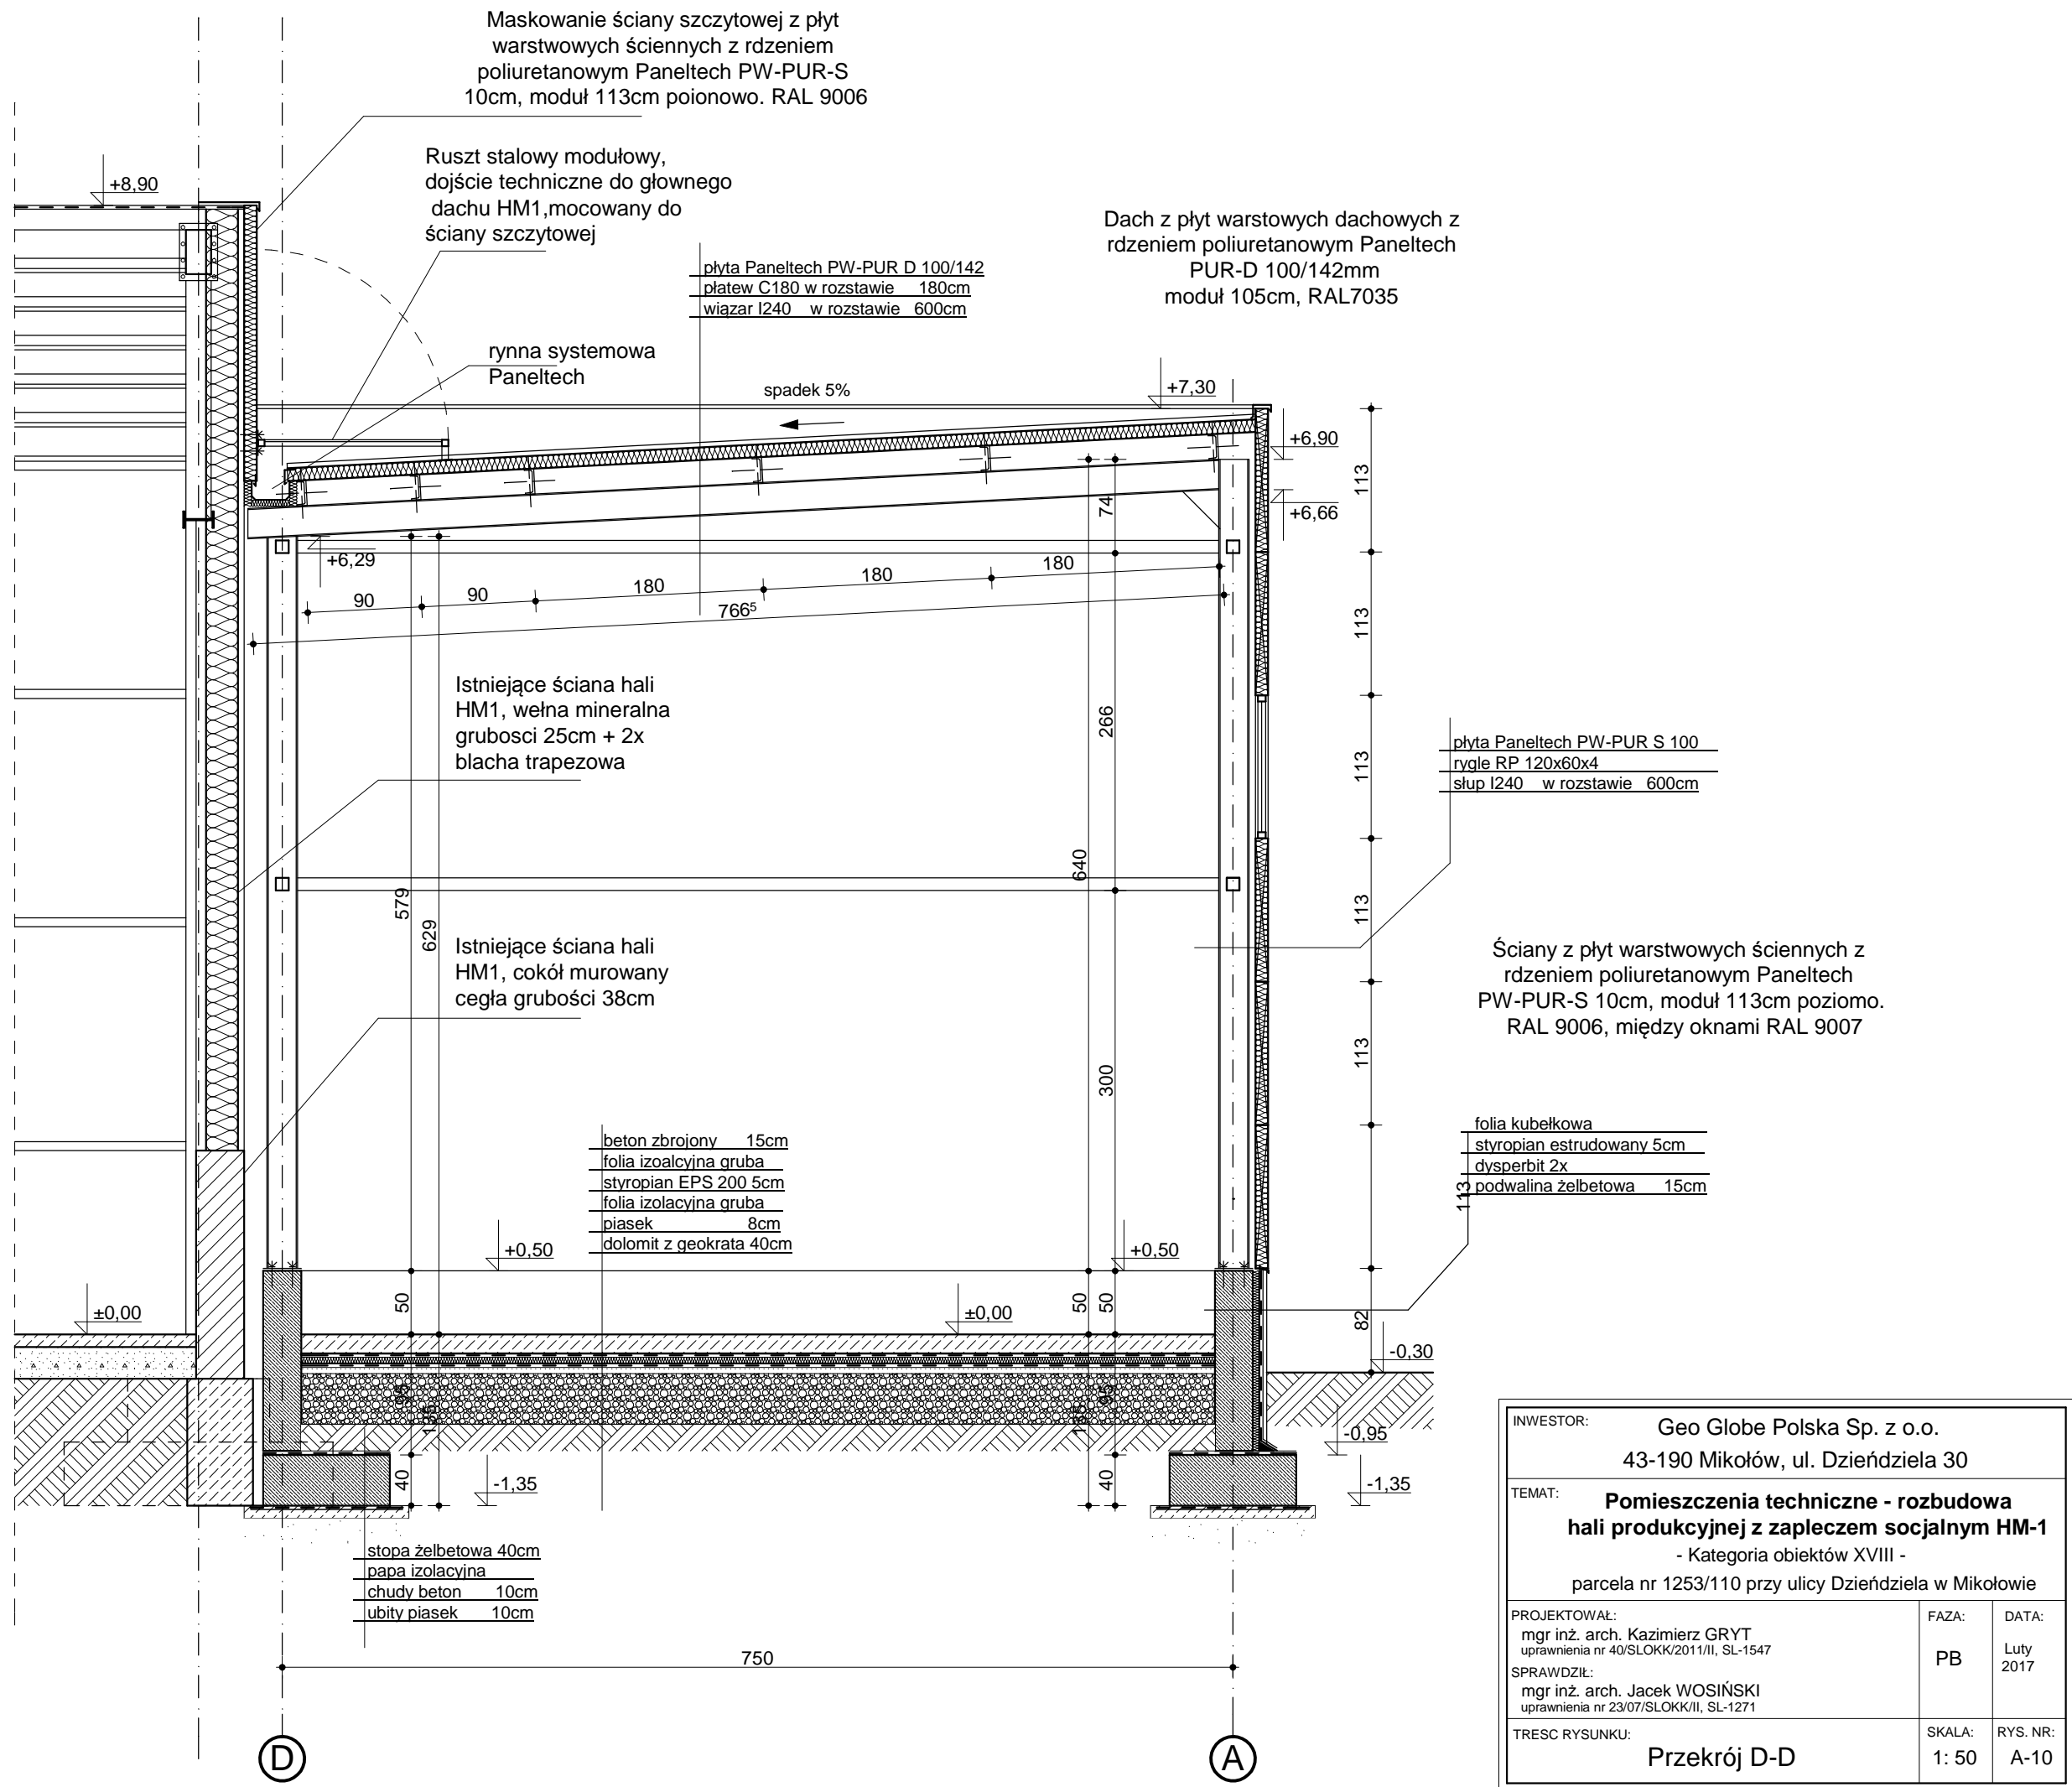 Maskowanie ściany szczytowej z płyt
warstwowych ściennych z rdzeniem
poliuretanowym Paneltech PW-PUR-S
10cm, moduł 113cm poionowo. RAL 9006
Ruszt stalowy modułowy,
dojście techniczne do głownego
dachu HM1,mocowany do
ściany szczytowej
+8,90
płyta Paneltech PW-PUR D 100/142
płatew C180 w rozstawie 180cm
wiązar I240 w rozstawie 600cm
Dach z płyt warstowych dachowych z
rdzeniem poliuretanowym Paneltech
PUR-D 100/142mm
moduł 105cm, RAL7035
rynna systemowa
Paneltech
spadek 5%
+7,30
+6,90
+6,66
+6,29
74
113
90
90
180
180
180
766⁵
113
Istniejące ściana hali
HM1, wełna mineralna
grubosci 25cm + 2x
blacha trapezowa
266
113
płyta Paneltech PW-PUR S 100
rygle RP 120x60x4
słup I240 w rozstawie 600cm
579
629
640
113
Istniejące ściana hali
HM1, cokół murowany
cegła grubości 38cm
Ściany z płyt warstwowych ściennych z
rdzeniem poliuretanowym Paneltech
PW-PUR-S 10cm, moduł 113cm poziomo.
RAL 9006, między oknami RAL 9007
300
113
beton zbrojony 15cm
folia izoalcyjna gruba
styropian EPS 200 5cm
folia izolacyjna gruba
piasek 8cm
dolomit z geokrata 40cm
folia kubełkowa
styropian estrudowany 5cm
dysperbit 2x
podwalina żelbetowa 15cm
113
+0,50
+0,50
±0,00
50
±0,00
50
50
82
-0,30
95
135
135
95
-0,95
40
-1,35
40
-1,35
stopa żelbetowa 40cm
papa izolacyjna
chudy beton 10cm
ubity piasek 10cm
750
D
A
INWESTOR:
Geo Globe Polska Sp. z o.o.
43-190 Mikołów, ul. Dzieńdziela 30
TEMAT:
Pomieszczenia techniczne - rozbudowa
hali produkcyjnej z zapleczem socjalnym HM-1
- Kategoria obiektów XVIII -
parcela nr 1253/110 przy ulicy Dzieńdziela w Mikołowie
PROJEKTOWAŁ:
mgr inż. arch. Kazimierz GRYT
uprawnienia nr 40/SLOKK/2011/II, SL-1547
SPRAWDZIŁ:
mgr inż. arch. Jacek WOSIŃSKI
uprawnienia nr 23/07/SLOKK/II, SL-1271
FAZA:
PB
DATA:
Luty
2017
TRESC RYSUNKU:
Przekrój D-D
SKALA:
1: 50
RYS. NR:
A-10